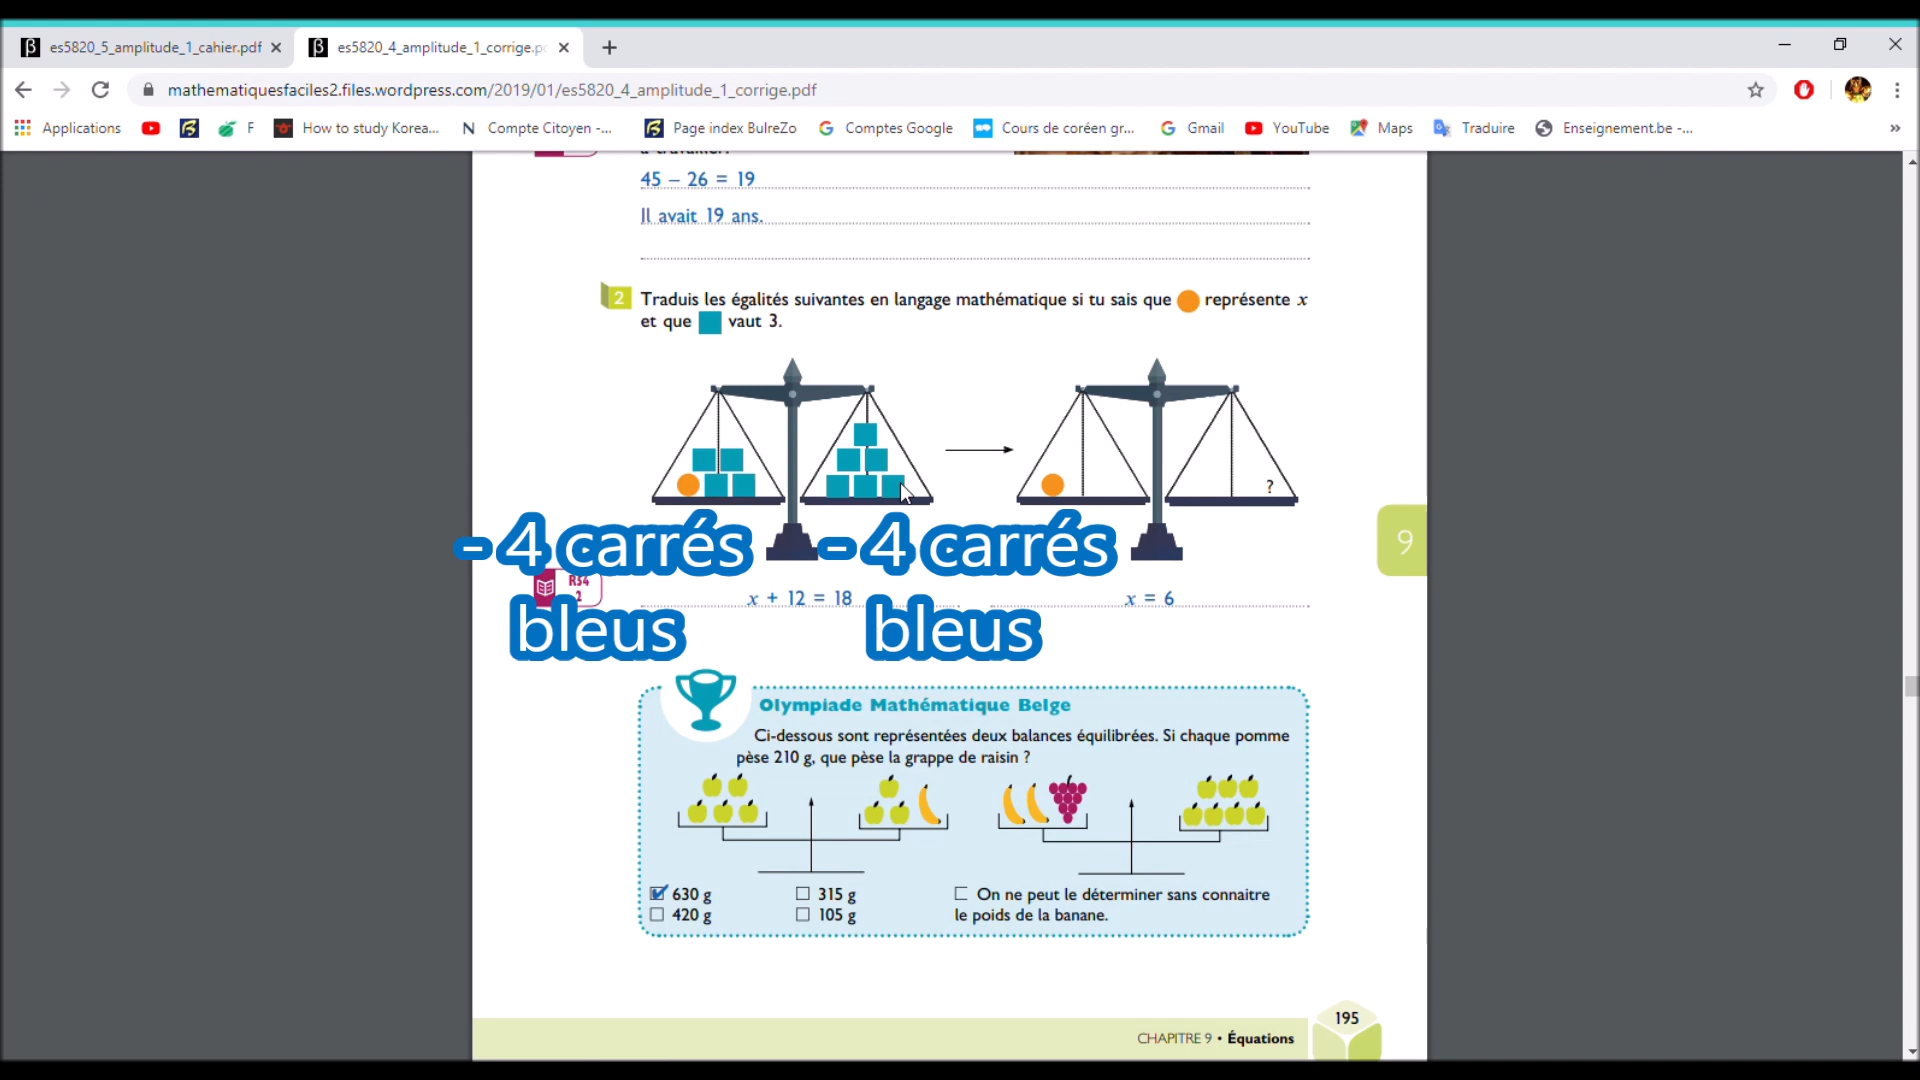 es5820_5_amplitude_1_cahier.pdf
es5820_4_amplitude_1_corrige.p
mathematiquesfaciles2.files.wordpress.com/2019/01/es5820_4_amplitude_1_corrige.pdf
Applications F How to study Korea... Compte Citoyen -... Page index BulreZo Comptes Google Cours de coréen gr... Gmail YouTube Maps Traduire Enseignement.be -... »
45 – 26 = 19
Il avait 19 ans.
2 Traduis les égalités suivantes en langage mathématique si tu sais que représente x
et que vaut 3.
?
-4 carrés
bleus
-4 carrés
bleus
9
R54
2
x + 12 = 18
x = 6
Olympiade Mathématique Belge
Ci-dessous sont représentées deux balances équilibrées. Si chaque pomme
pèse 210 g, que pèse la grappe de raisin ?
630 g
315 g
On ne peut le déterminer sans connaitre
420 g
105 g
le poids de la banane.
195
CHAPITRE 9 • Équations